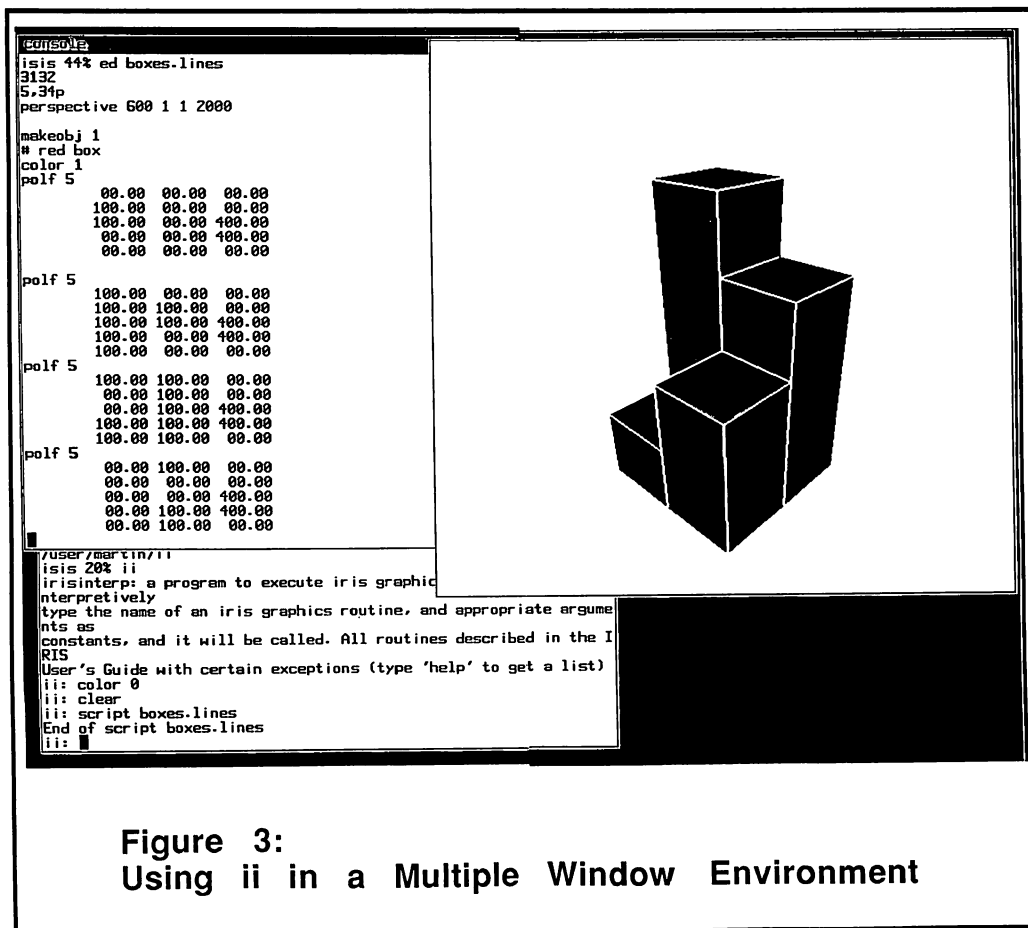 console
isis 44% ed boxes.lines
3132
5,34p
perspective 600 1 1 2000
makeobj 1
# red box
color 1
polf 5
00.00 00.00 00.00
100.00 00.00 00.00
100.00 00.00 400.00
00.00 00.00 400.00
00.00 00.00 00.00
polf 5
100.00 00.00 00.00
100.00 100.00 00.00
100.00 100.00 400.00
100.00 00.00 400.00
100.00 00.00 00.00
polf 5
100.00 100.00 00.00
00.00 100.00 00.00
00.00 100.00 400.00
100.00 100.00 400.00
100.00 100.00 00.00
polf 5
00.00 100.00 00.00
00.00 00.00 00.00
00.00 00.00 400.00
00.00 100.00 400.00
00.00 100.00 00.00
/user/martin/ii
isis 20% ii
irisinterp: a program to execute iris graphic
nterpretively
type the name of an iris graphics routine, and appropriate argume
nts as
constants, and it will be called. All routines described in the I
RIS
User's Guide with certain exceptions (type 'help' to get a list)
ii: color 0
ii: clear
ii: script boxes.lines
End of script boxes.lines
ii:
Figure 3:
Using ii in a Multiple Window Environment